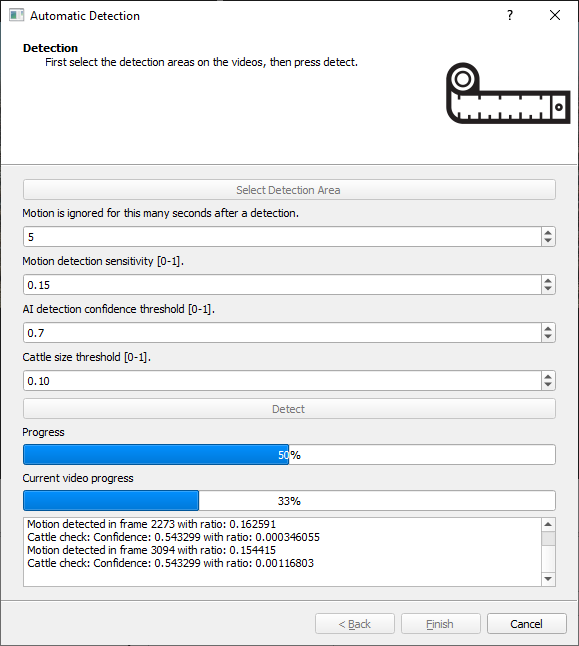 Automatic Detection
?
Detection
First select the detection areas on the videos, then press detect.
Select Detection Area
Motion is ignored for this many seconds after a detection.
5
Motion detection sensitivity [0-1].
0.15
AI detection confidence threshold [0-1].
0.7
Cattle size threshold [0-1].
0.10
Detect
Progress
50%
Current video progress
33%
Motion detected in frame 2273 with ratio: 0.162591
Cattle check: Confidence: 0.543299 with ratio: 0.000346055
Motion detected in frame 3094 with ratio: 0.154415
Cattle check: Confidence: 0.543299 with ratio: 0.00116803
< Back
Finish
Cancel